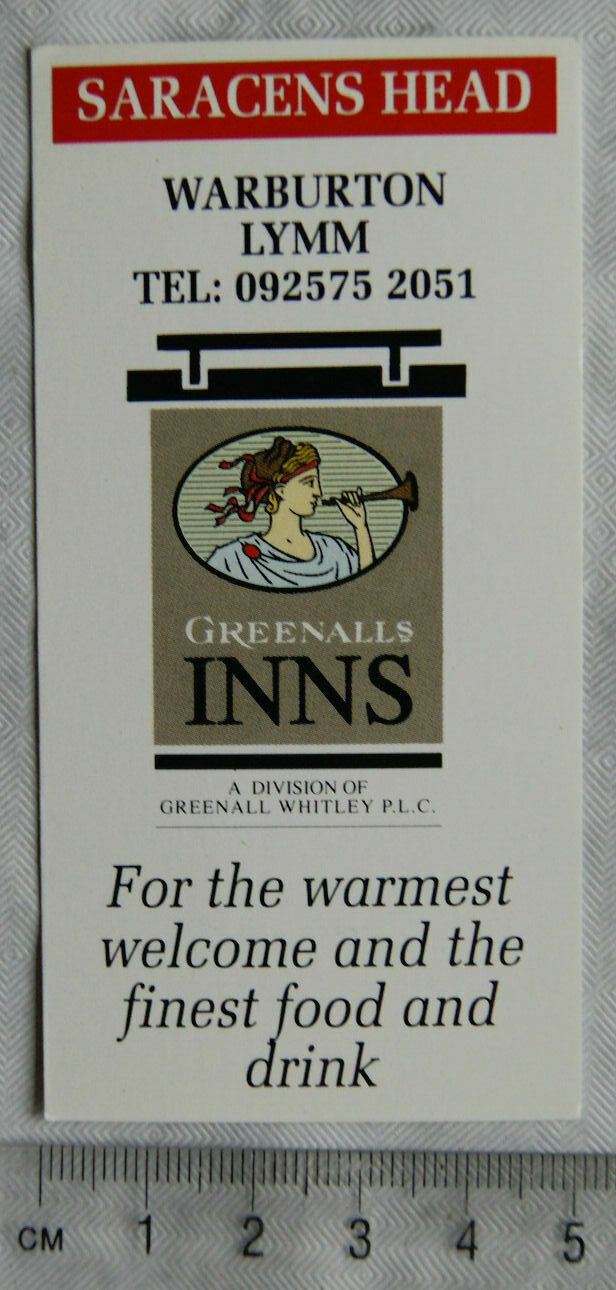 SARACENS HEAD
WARBURTON
LYMM
TEL: 092575 2051
GREENALLS
INNS
A DIVISION OF
GREENALL WHITLEY P.L.C.
For the warmest
welcome and the
finest food and
drink
CM 1 2 3 4 5